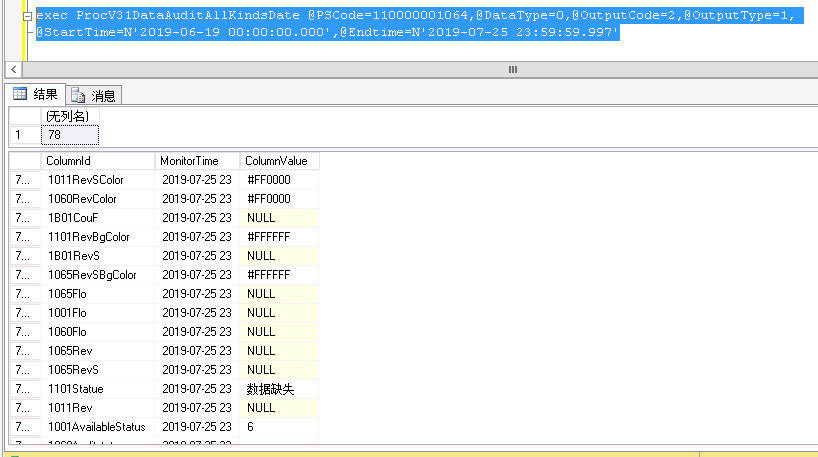 exec ProcV31DataAuditAllKindsDate @PSCode=110000001064,@DataType=0,@OutputCode=2,@OutputType=1,
@StartTime=N'2019-06-19 00:00:00.000',@Endtime=N'2019-07-25 23:59:59.997'
结果 消息
(无列名)
1 78
ColumnId MonitorTime ColumnValue
7... 1011RevSColor 2019-07-25 23 #FF0000
7... 1060RevColor 2019-07-25 23 #FF0000
7... 1B01CouF 2019-07-25 23 NULL
7... 1101RevBgColor 2019-07-25 23 #FFFFFF
7... 1B01RevS 2019-07-25 23 NULL
7... 1065RevSBgColor 2019-07-25 23 #FFFFFF
7... 1065Flo 2019-07-25 23 NULL
7... 1001Flo 2019-07-25 23 NULL
7... 1060Flo 2019-07-25 23 NULL
7... 1065Rev 2019-07-25 23 NULL
7... 1065RevS 2019-07-25 23 NULL
7... 1101Statue 2019-07-25 23 数据缺失
7... 1011Rev 2019-07-25 23 NULL
7... 1001AvailableStatus 2019-07-25 23 6